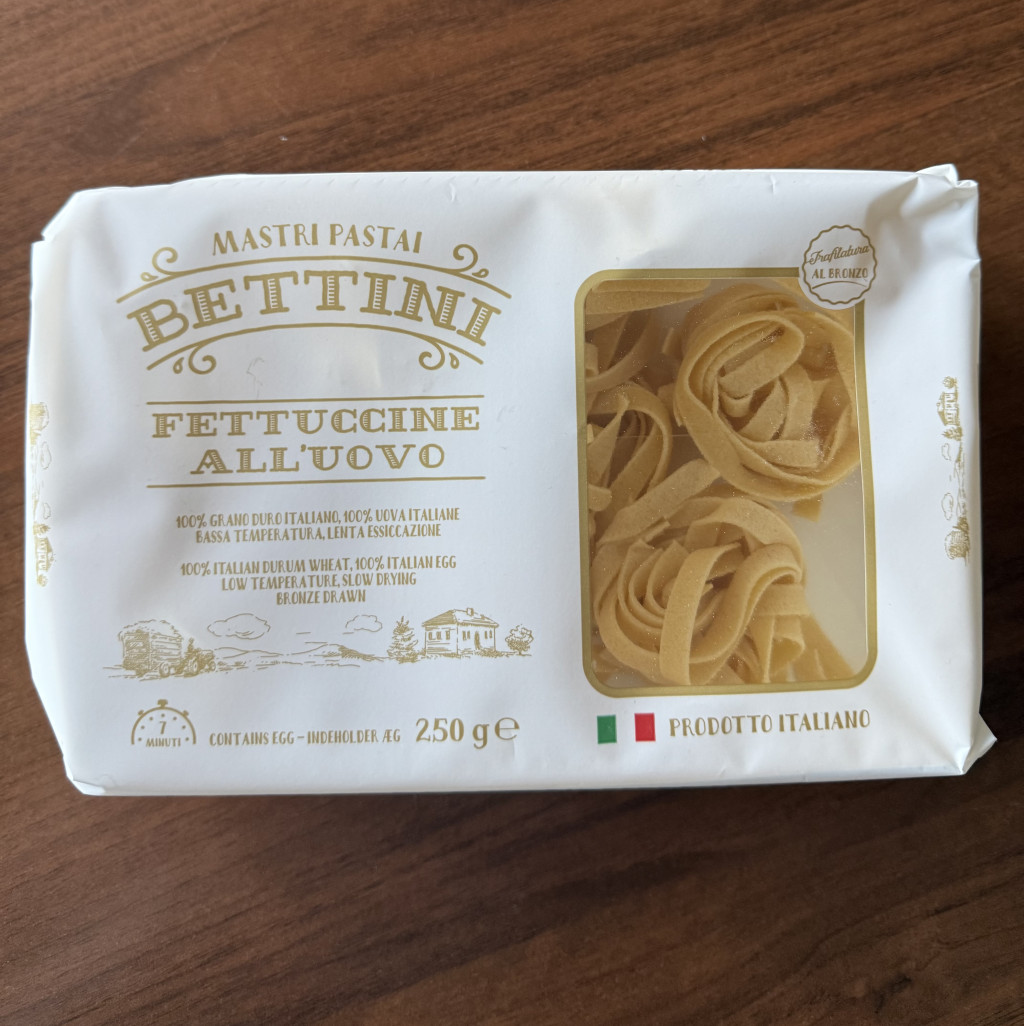 MASTRI PASTAI
BETTINI
FETTUCCINE
ALL'UOVO
100% GRANO DURO ITALIANO, 100% UOVA ITALIANE
BASSA TEMPERATURA, LENTA ESSICCAZIONE
100% ITALIAN DURUM WHEAT, 100% ITALIAN EGG
LOW TEMPERATURE, SLOW DRYING
BRONZE DRAWN
7
MINUTI
CONTAINS EGG – INDEHOLDER ÆG 250 g e
Trafilatura
AL BRONZO
PRODOTTO ITALIANO